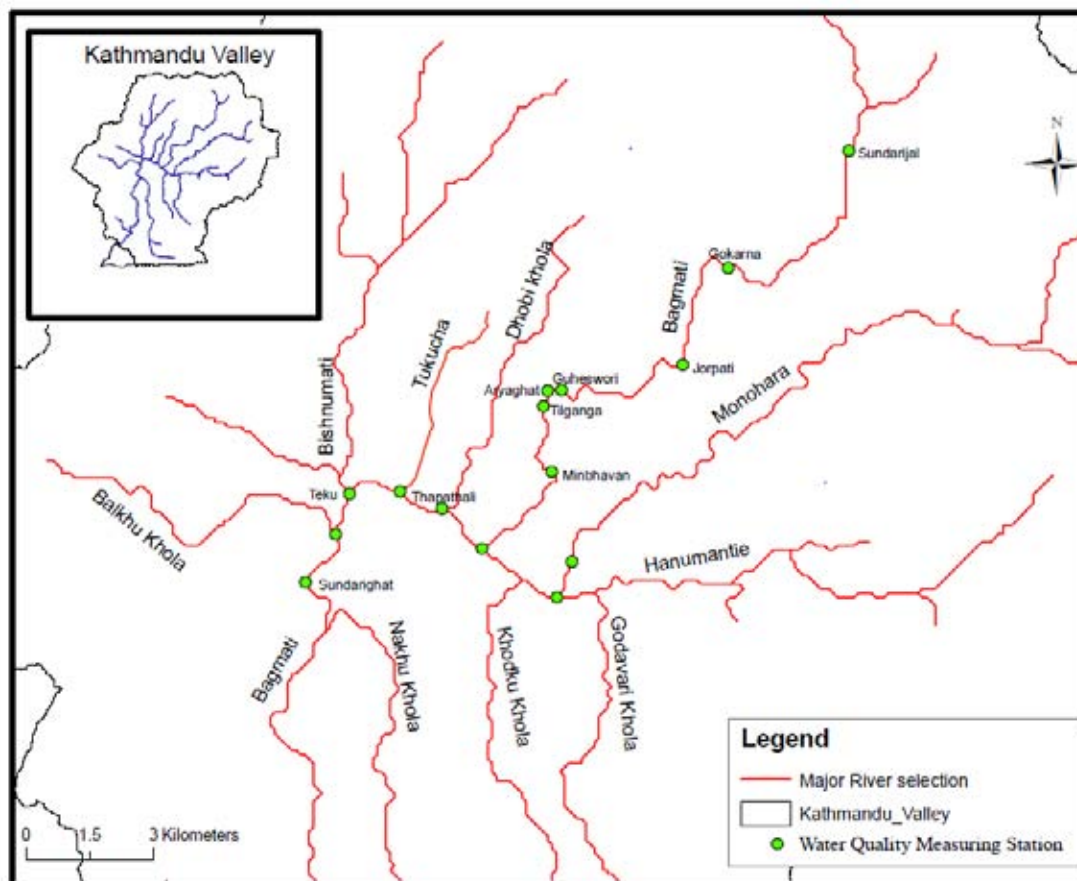 Kathmandu Valley
N
Sundarijal
Gokarna
Bagmati
Dhobi khola
Tukucha
Jorpati
Guheswori
Aryaghat
Tilganga
Monohara
Bishnumati
Minbhavan
Teku
Thapathali
Balkhu Khola
Hanumantie
Sundarighat
Bagmati
Nakhu Khola
Khodku Khola
Godavari Khola
Legend
Major River selection
Kathmandu_Valley
Water Quality Measuring Station
0 1.5 3 Kilometers